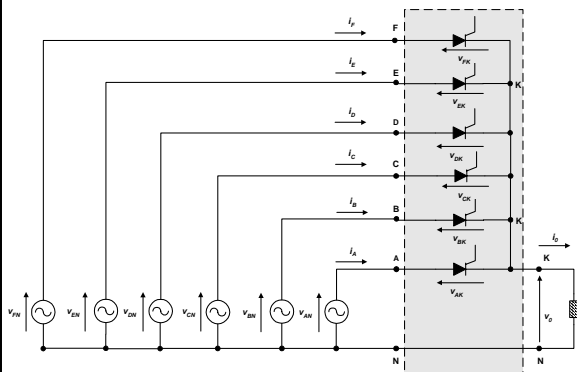 i_F F
v_FK
i_E E K
v_EK
i_D D
v_DK
i_C C
v_CK
i_B B K
v_BK
i_A A i_0
K
v_AK
v_FN v_EN v_DN v_CN v_BN v_AN v_0
N N